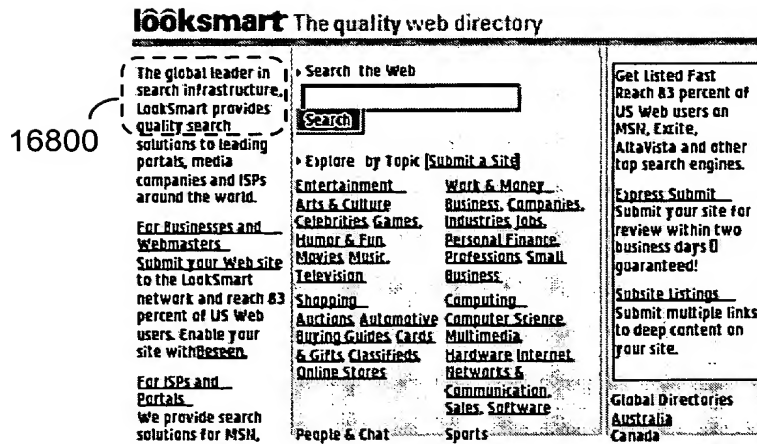 looksmart The quality web directory
16800
The global leader in
search infrastructure,
LookSmart provides
quality search
solutions to leading
portals, media
companies and ISPs
around the world.
For Businesses and
Webmasters
Submit your Web site
to the LookSmart
network and reach 83
percent of US Web
users. Enable your
site with Beseen.
For ISPs and
Portals
We provide search
solutions for MSN,
Search the Web
Search
Explore by Topic [Submit a Site]
Entertainment
Arts & Culture
Celebrities, Games,
Humor & Fun
Movies, Music,
Television
Work & Money
Business, Companies,
Industries, Jobs,
Personal Finance,
Professions, Small
Business
Shopping
Auctions, Automotive
Buying Guides, Cards
& Gifts, Classifieds,
Online Stores
Computing
Computer Science,
Multimedia,
Hardware, Internet,
Networks &
Communication,
Sales, Software
People & Chat
Sports
Get Listed Fast
Reach 83 percent of
US Web users on
MSN, Excite,
AltaVista and other
top search engines.
Express Submit
Submit your site for
review within two
business days
guaranteed!
Subsite Listings
Submit multiple links
to deep content on
your site.
Global Directories
Australia
Canada